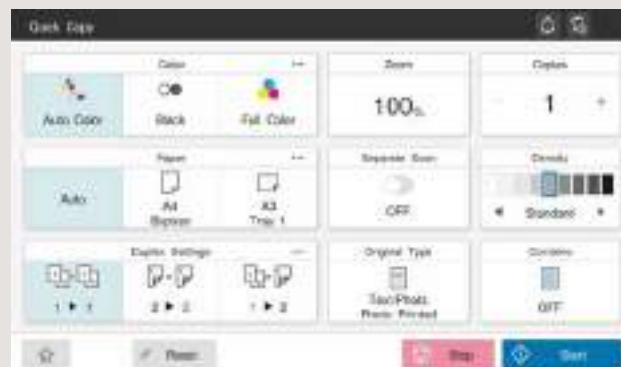 Quick Copy
Color
Zoom
Copies
Auto Color
Black
Full Color
100%
- 1 +
Paper
Separate Scan
Density
Auto
A4
Bypass
A3
Tray 1
OFF
Standard
Duplex Settings
Original Type
Combine
1 ▶ 1
2 ▶ 2
1 ▶ 2
Text/Photo
Photo Printed
OFF
Reset
Stop
Start